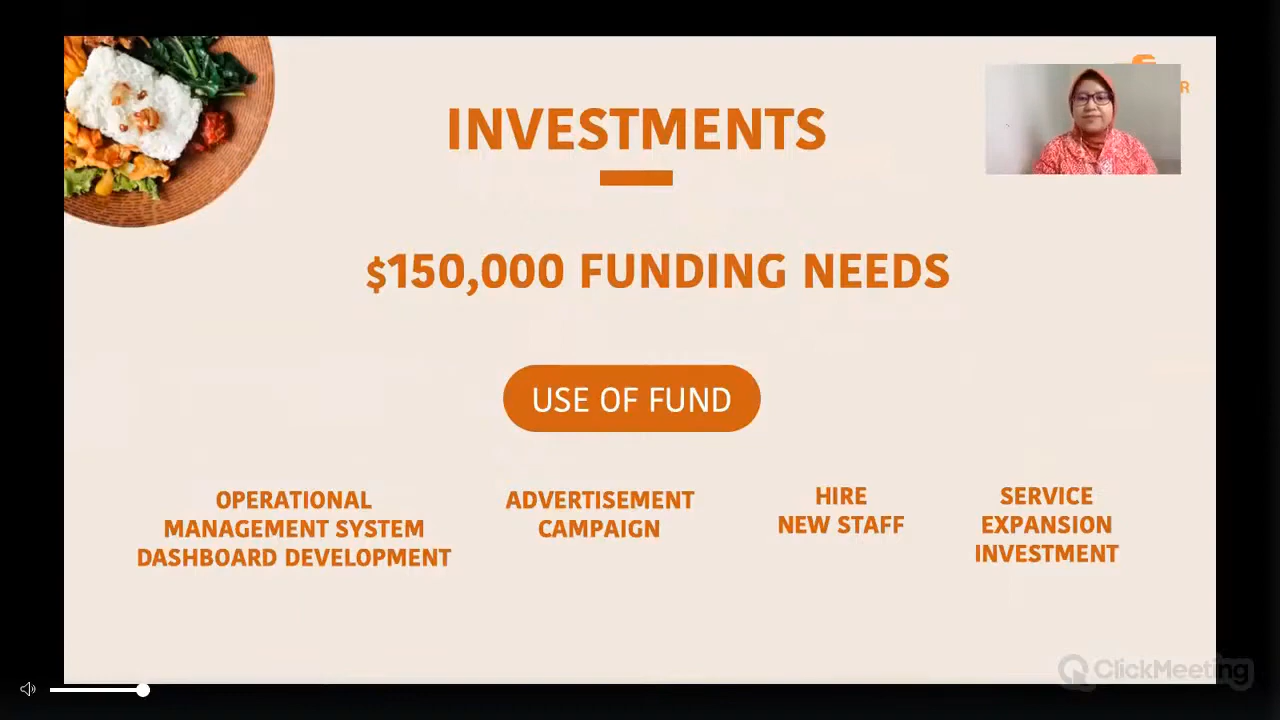 INVESTMENTS
R
$150,000 FUNDING NEEDS
USE OF FUND
OPERATIONAL
MANAGEMENT SYSTEM
DASHBOARD DEVELOPMENT
ADVERTISEMENT
CAMPAIGN
HIRE
NEW STAFF
SERVICE
EXPANSION
INVESTMENT
ClickMeeting